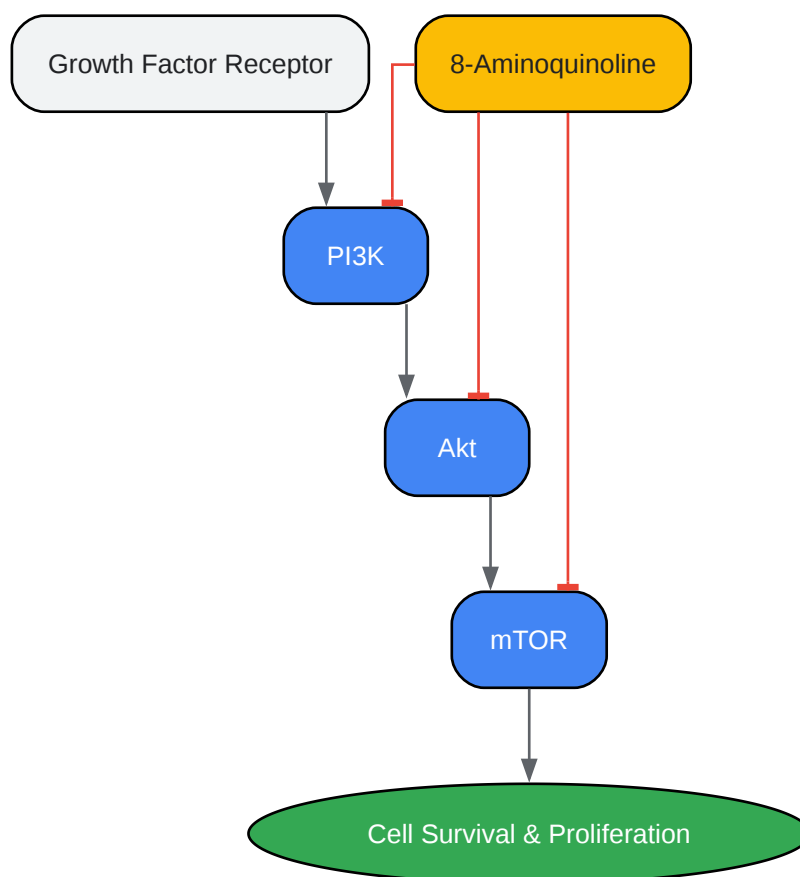 Growth Factor Receptor
8-Aminoquinoline
PI3K
Akt
mTOR
Cell Survival & Proliferation